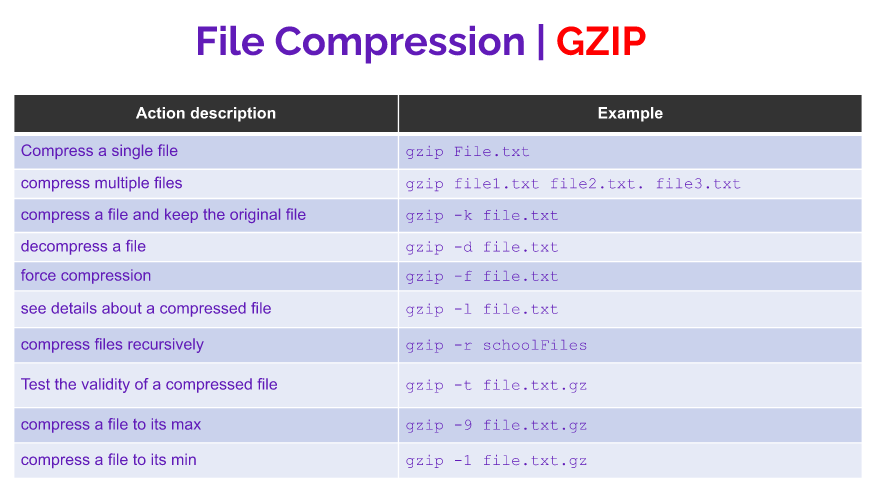 File Compression | GZIP
Action description Example
Compress a single file gzip File.txt
compress multiple files gzip file1.txt file2.txt. file3.txt
compress a file and keep the original file gzip -k file.txt
decompress a file gzip -d file.txt
force compression gzip -f file.txt
see details about a compressed file gzip -l file.txt
compress files recursively gzip -r schoolFiles
Test the validity of a compressed file gzip -t file.txt.gz
compress a file to its max gzip -9 file.txt.gz
compress a file to its min gzip -1 file.txt.gz